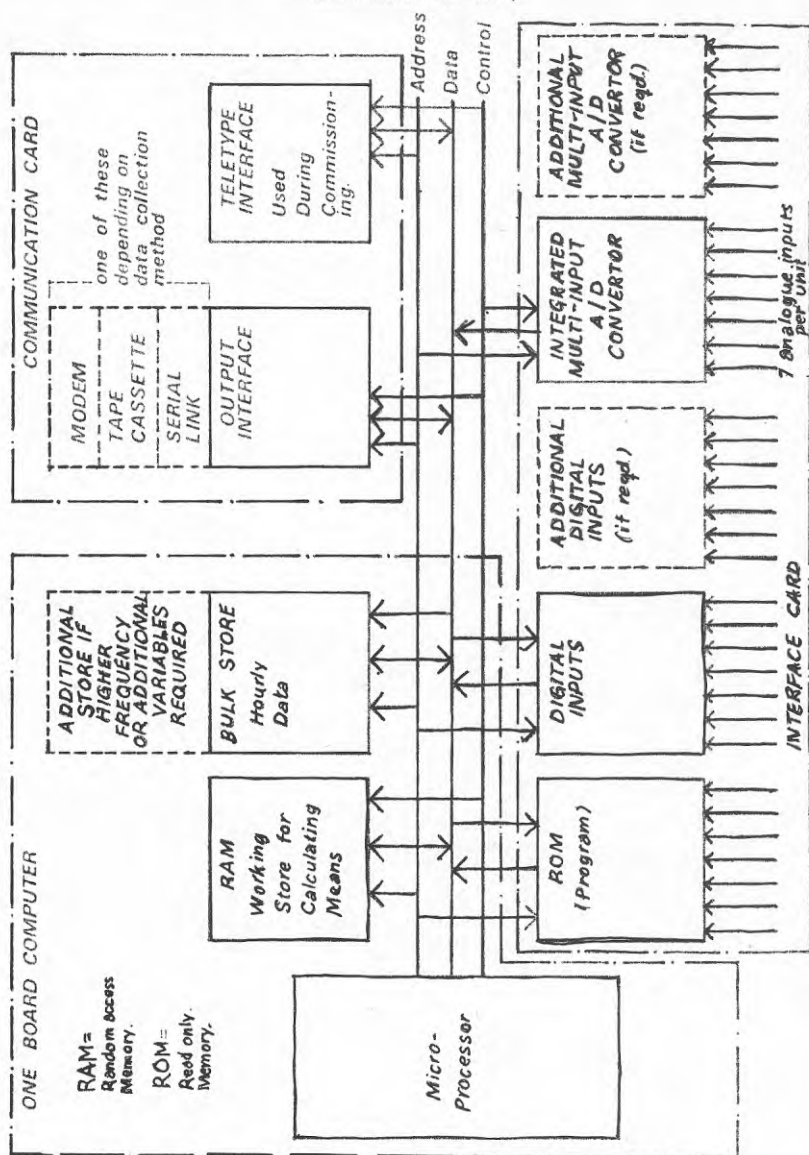 ONE BOARD COMPUTER
RAM=
Random access
Memory.
ROM=
Read only.
Memory.
Micro-
Processor
RAM
Working
Store for
Calculating
Means
ADDITIONAL
STORE IF
HIGHER
FREQUENCY
OR ADDITIONAL
VARIABLES
REQUIRED
BULK STORE
Hourly
Data
COMMUNICATION CARD
MODEM
TAPE
CASSETTE
SERIAL
LINK
one of these
depending on
data collection
method
OUTPUT
INTERFACE
TELETYPE
INTERFACE
Used
During
Commission-
ing.
Address
Data
Control
ROM
(Program)
DIGITAL
INPUTS
ADDITIONAL
DIGITAL
INPUTS
(if reqd.)
INTEGRATED
MULTI-INPUT
A/D
CONVERTOR
ADDITIONAL
MULTI-INPUT
A/D
CONVERTOR
(if reqd.)
7 analogue inputs
per unit
INTERFACE CARD